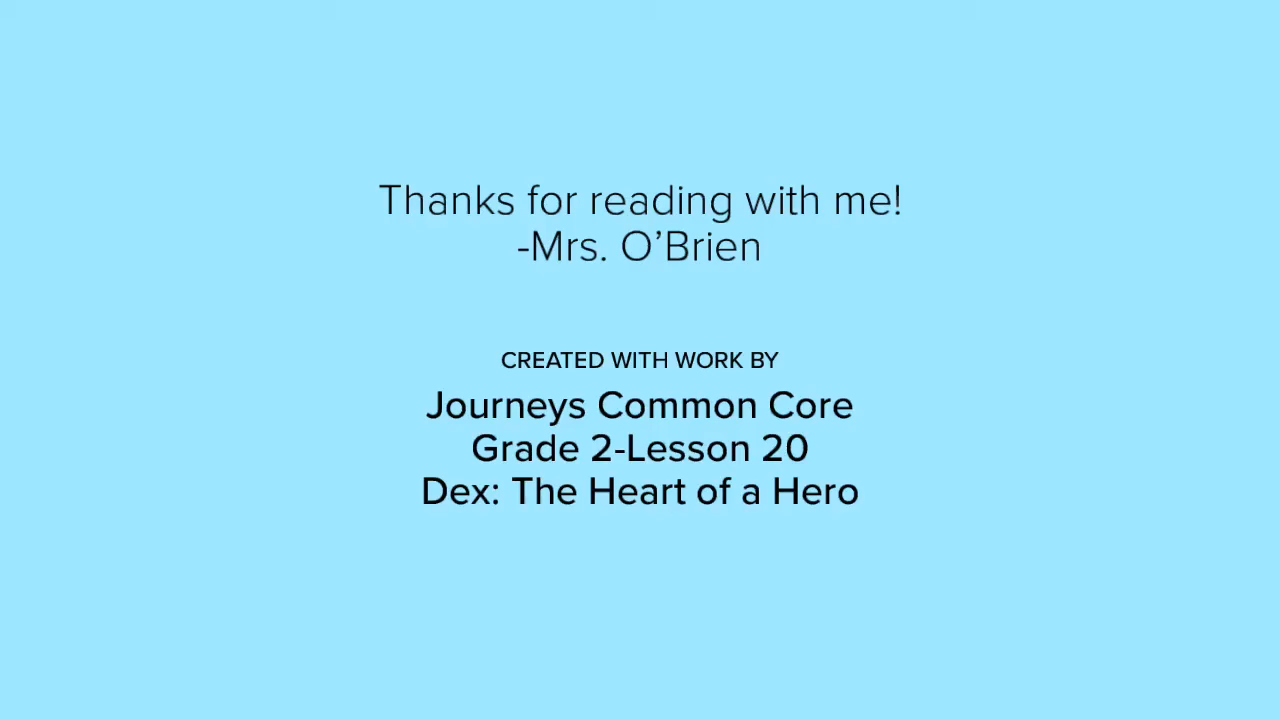 Thanks for reading with me!
-Mrs. O’Brien
CREATED WITH WORK BY
Journeys Common Core
Grade 2-Lesson 20
Dex: The Heart of a Hero